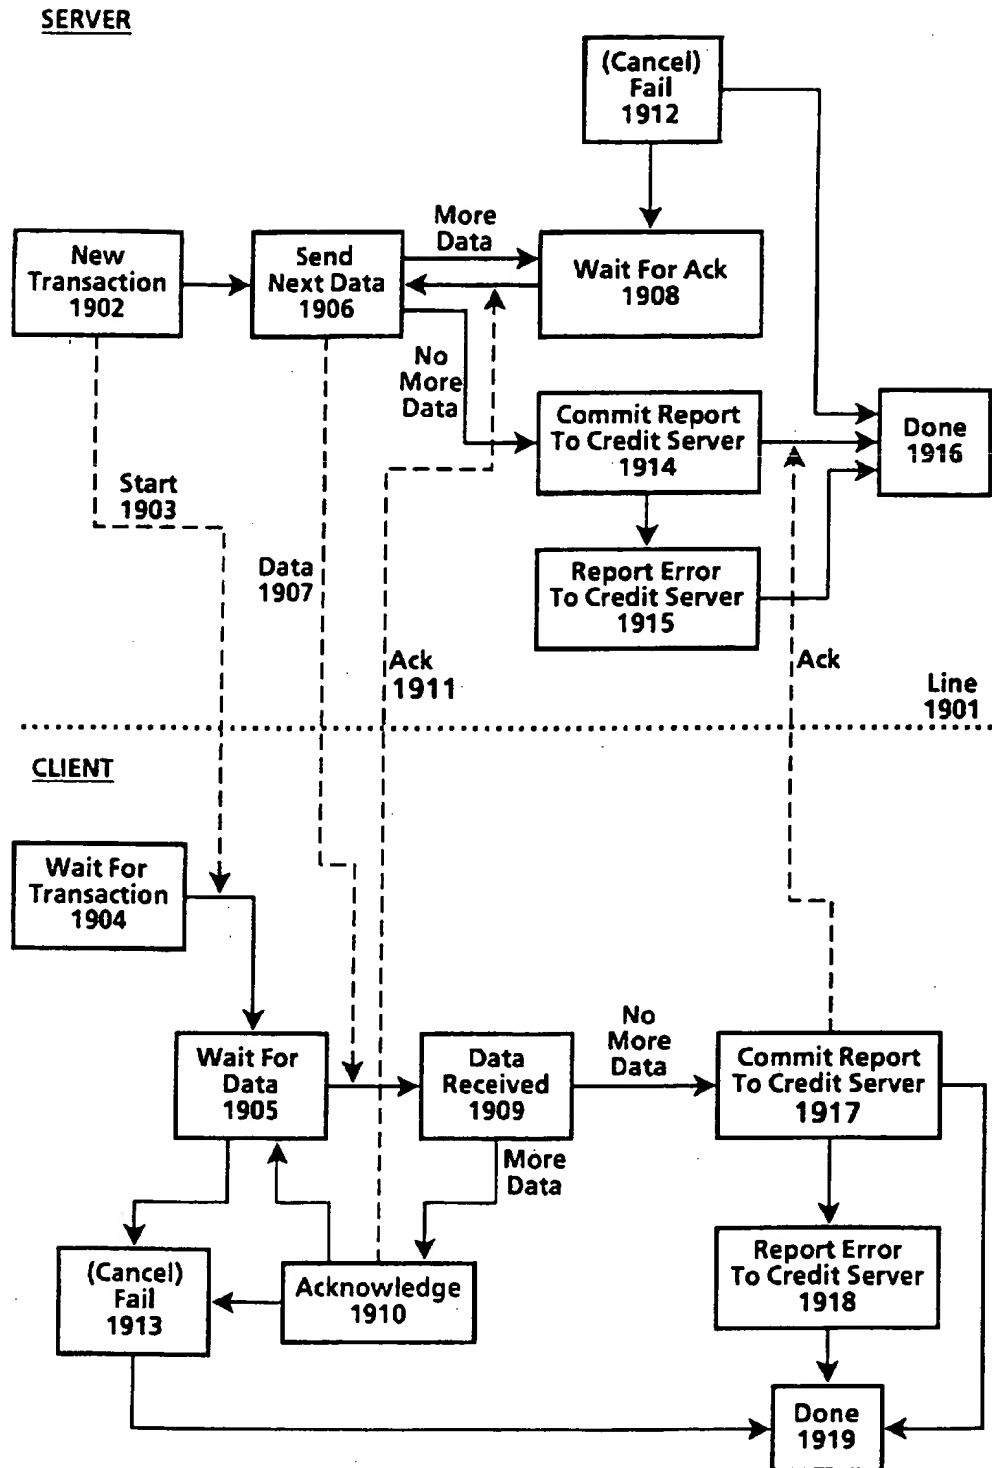 SERVER
(Cancel)
Fail
1912
More
Data
New
Transaction
1902
Send
Next Data
1906
Wait For Ack
1908
No
More
Data
Commit Report
To Credit Server
1914
Done
1916
Start
1903
Data
1907
Report Error
To Credit Server
1915
Ack
1911
Ack
Line
1901
CLIENT
Wait For
Transaction
1904
Wait For
Data
1905
Data
Received
1909
No
More
Data
Commit Report
To Credit Server
1917
More
Data
(Cancel)
Fail
1913
Acknowledge
1910
Report Error
To Credit Server
1918
Done
1919